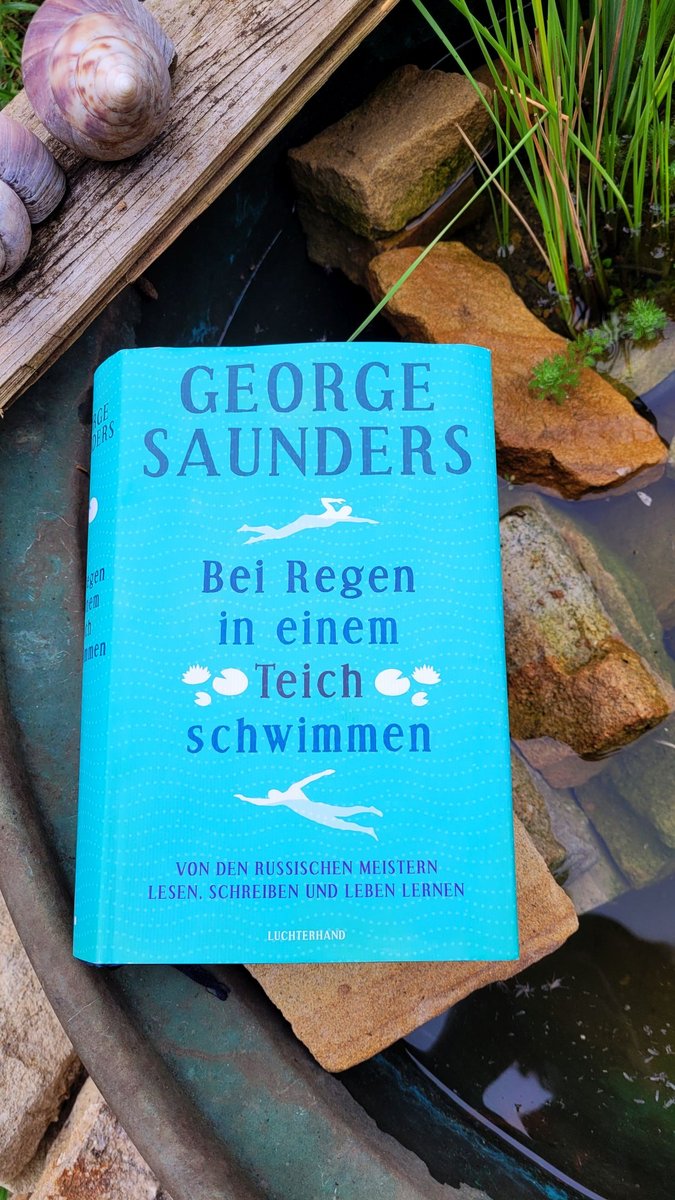 GEORGE
SAUNDERS
Bei Regen
in einem
Teich
schwimmen
VON DEN RUSSISCHEN MEISTERN
LESEN, SCHREIBEN UND LEBEN LERNEN
LUCHTERHAND